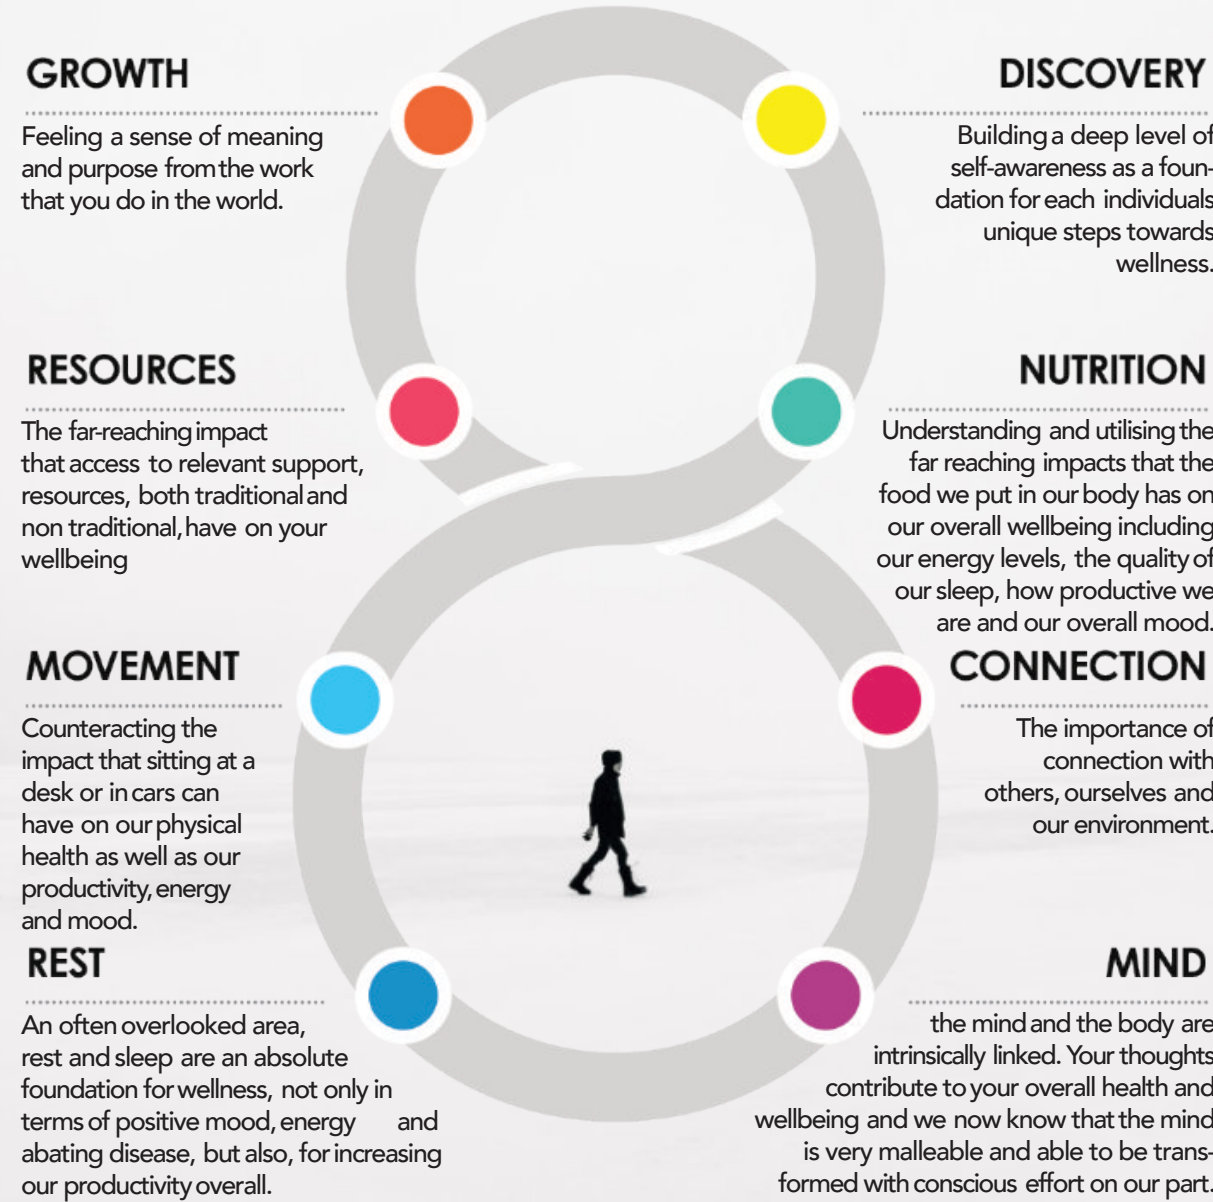 GROWTH
Feeling a sense of meaning
and purpose from the work
that you do in the world.
DISCOVERY
Building a deep level of
self-awareness as a foun-
dation for each individuals
unique steps towards
wellness.
RESOURCES
The far-reaching impact
that access to relevant support,
resources, both traditional and
non traditional, have on your
wellbeing
NUTRITION
Understanding and utilising the
far reaching impacts that the
food we put in our body has on
our overall wellbeing including
our energy levels, the quality of
our sleep, how productive we
are and our overall mood.
MOVEMENT
Counteracting the
impact that sitting at a
desk or in cars can
have on our physical
health as well as our
productivity, energy
and mood.
CONNECTION
The importance of
connection with
others, ourselves and
our environment.
REST
An often overlooked area,
rest and sleep are an absolute
foundation for wellness, not only in
terms of positive mood, energy and
abating disease, but also, for increasing
our productivity overall.
MIND
the mind and the body are
intrinsically linked. Your thoughts
contribute to your overall health and
wellbeing and we now know that the mind
is very malleable and able to be trans-
formed with conscious effort on our part.